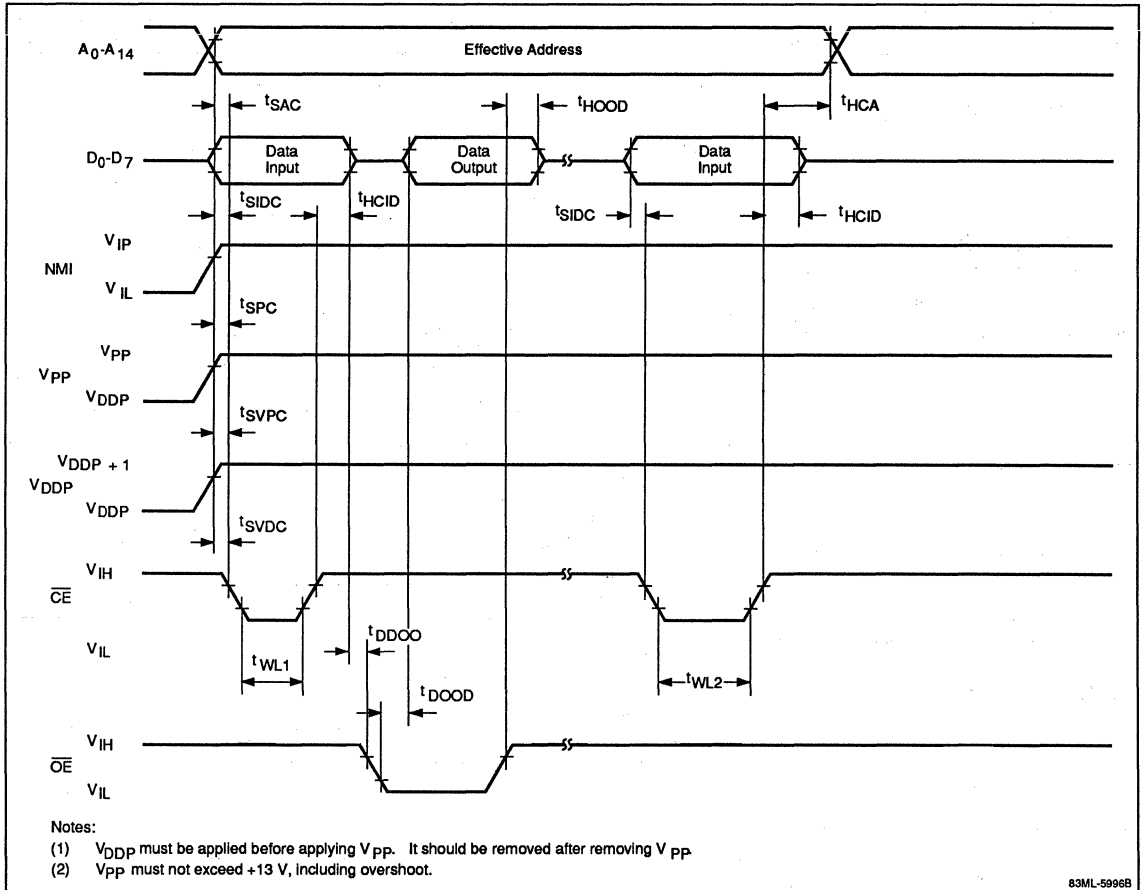 A0-A14
Effective Address
tSAC
tHOOD
tHCA
D0-D7
Data Input
Data Output
Data Input
tSIDC
tHCID
tSIDC
tHCID
VIP
NMI
VIL
tSPC
VPP
VPP
VDDP
tSVPC
VDDP + 1
VDDP
VDDP
tSVDC
VIH
CE
VIL
tDDOO
tWL1
tWL2
tDOOD
VIH
OE
VIL
Notes:
(1) VDDP must be applied before applying VPP. It should be removed after removing VPP.
(2) VPP must not exceed +13 V, including overshoot.
83ML-5996B